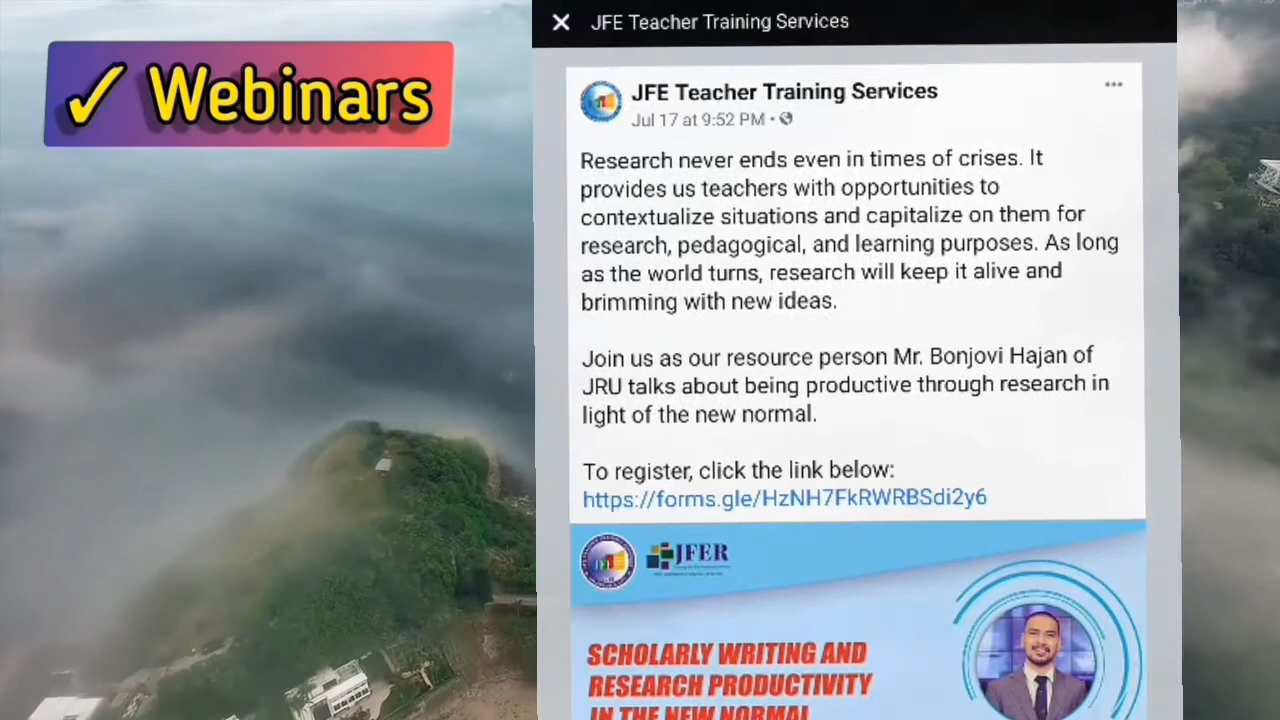 ✓ Webinars
JFE Teacher Training Services
JFE Teacher Training Services
Jul 17 at 9:52 PM
Research never ends even in times of crises. It
provides us teachers with opportunities to
contextualize situations and capitalize on them for
research, pedagogical, and learning purposes. As long
as the world turns, research will keep it alive and
brimming with new ideas.
Join us as our resource person Mr. Bonjovi Hajan of
JRU talks about being productive through research in
light of the new normal.
To register, click the link below:
https://forms.gle/HzNH7FkRWRBSdi2y6
JFER
SCHOLARLY WRITING AND
RESEARCH PRODUCTIVITY
IN THE NEW NORMAL